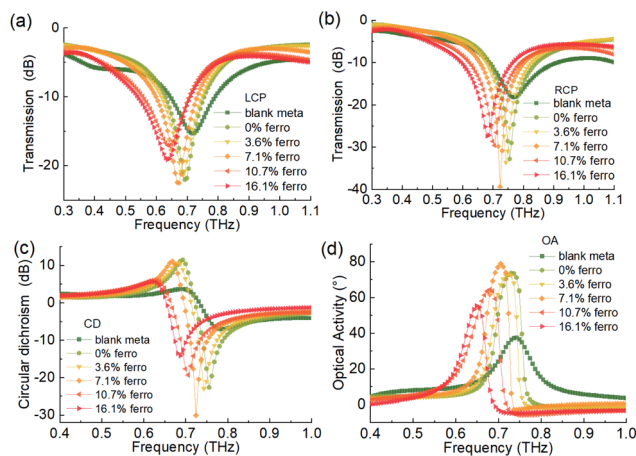 (a)
0
-10
-20
Transmission (dB)
LCP
blank meta
0% ferro
3.6% ferro
7.1% ferro
10.7% ferro
16.1% ferro
0.3 0.4 0.5 0.6 0.7 0.8 0.9 1.0 1.1
Frequency (THz)
(b)
0
-10
-20
-30
-40
Transmission (dB)
RCP
blank meta
0% ferro
3.6% ferro
7.1% ferro
10.7% ferro
16.1% ferro
0.3 0.4 0.5 0.6 0.7 0.8 0.9 1.0 1.1
Frequency (THz)
(c)
10
0
-10
-20
-30
Circular dichroism (dB)
CD
blank meta
0% ferro
3.6% ferro
7.1% ferro
10.7% ferro
16.1% ferro
0.4 0.5 0.6 0.7 0.8 0.9 1.0
Frequency (THz)
(d)
80
60
40
20
0
Optical Activity (°)
OA
blank meta
0% ferro
3.6% ferro
7.1% ferro
10.7% ferro
16.1% ferro
0.4 0.5 0.6 0.7 0.8 0.9 1.0
Frequency (THz)